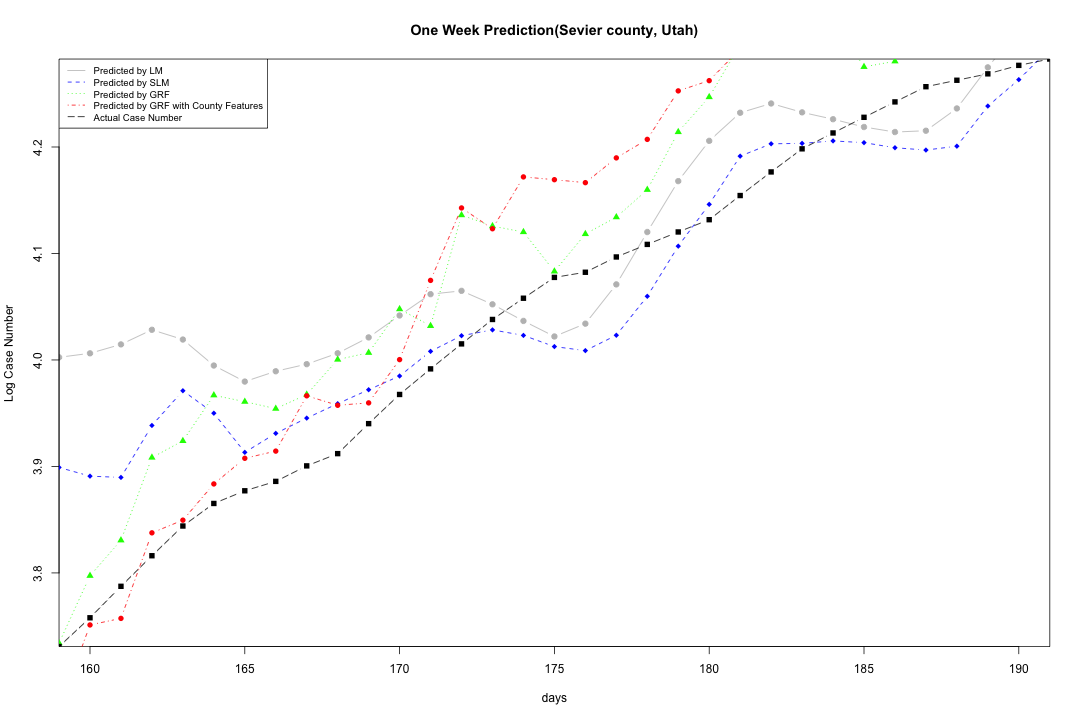 One Week Prediction(Sevier county, Utah)
Predicted by LM
Predicted by SLM
Predicted by GRF
Predicted by GRF with County Features
Actual Case Number
Log Case Number
4.2
4.1
4.0
3.9
3.8
160 165 170 175 180 185 190
days